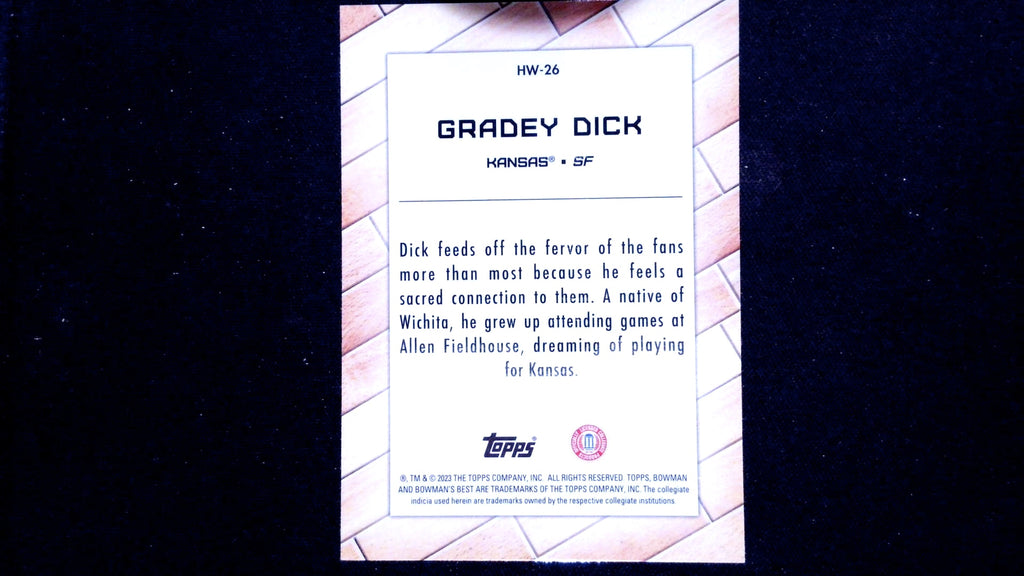 HW-26
GRADEY DICK
KANSAS® ▪ SF
Dick feeds off the fervor of the fans
more than most because he feels a
sacred connection to them. A native of
Wichita, he grew up attending games at
Allen Fieldhouse, dreaming of playing
for Kansas.
Topps®
®, TM & © 2023 THE TOPPS COMPANY, INC. ALL RIGHTS RESERVED. TOPPS, BOWMAN
AND BOWMAN'S BEST ARE TRADEMARKS OF THE TOPPS COMPANY, INC. The collegiate
indicia used herein are trademarks owned by the respective collegiate institutions.